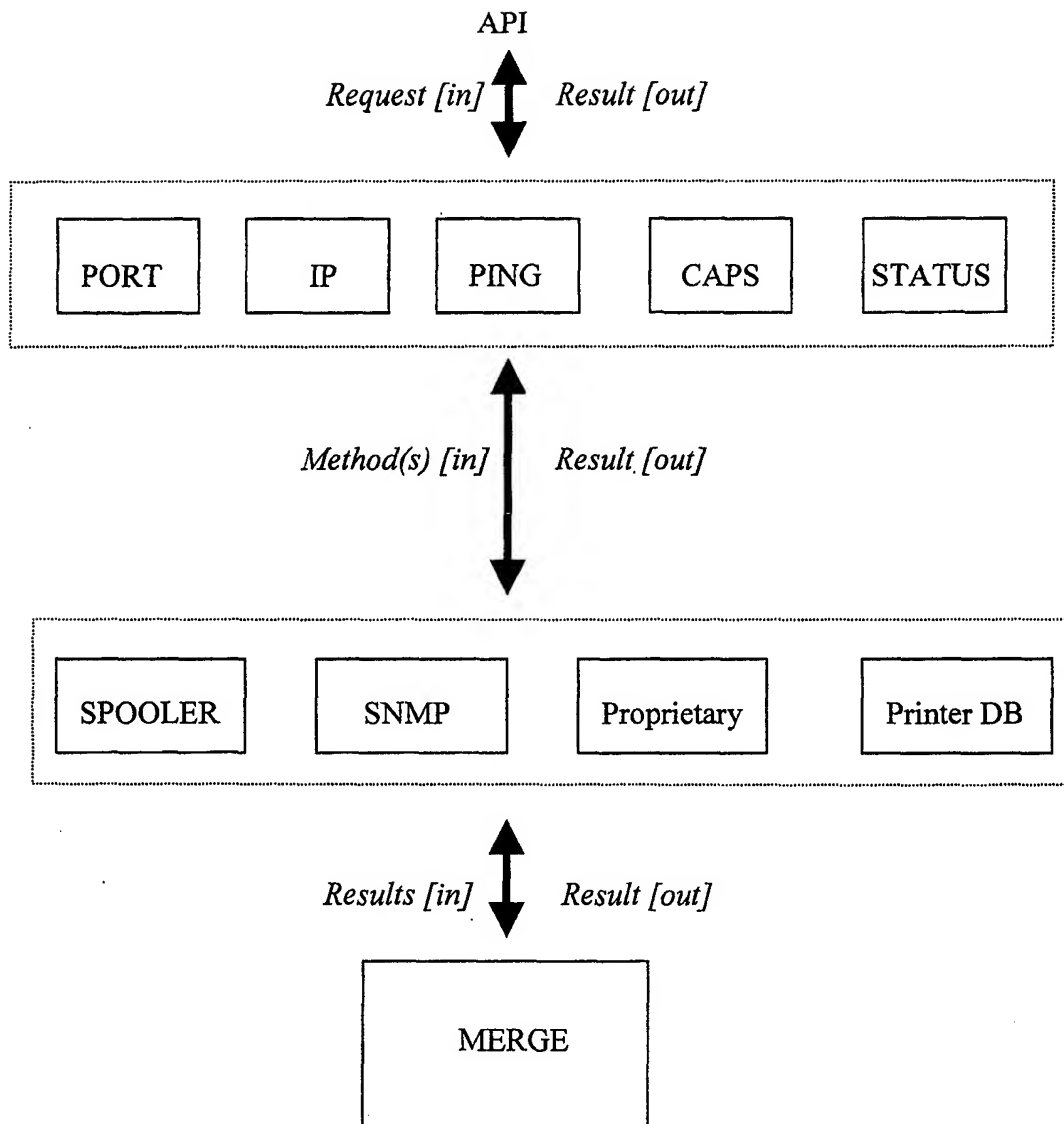 API
Request [in] Result [out]
PORT IP PING CAPS STATUS
Method(s) [in] Result [out]
SPOOLER SNMP Proprietary Printer DB
Results [in] Result [out]
MERGE